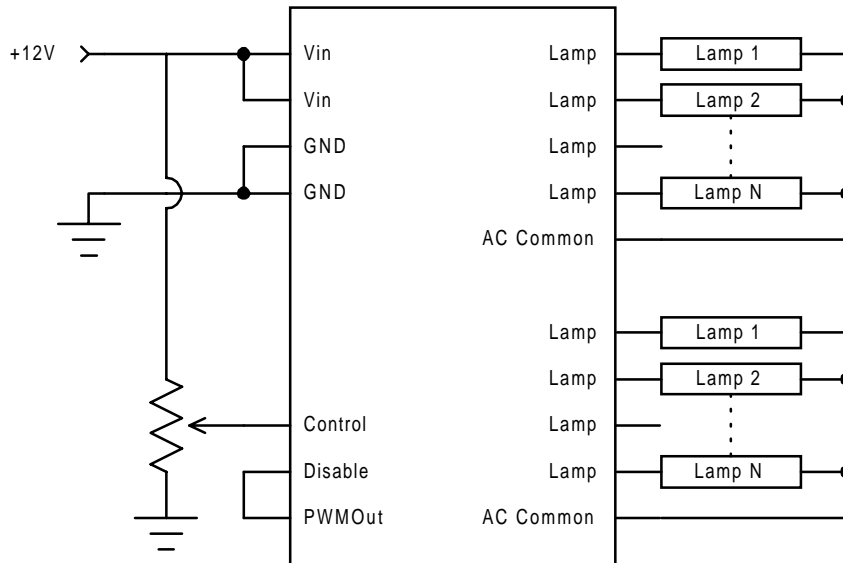 +12V
Vin
Lamp
Lamp 1
Vin
Lamp
Lamp 2
GND
Lamp
GND
Lamp
Lamp N
AC Common
Lamp
Lamp 1
Lamp
Lamp 2
Control
Lamp
Disable
Lamp
Lamp N
PWMOut
AC Common